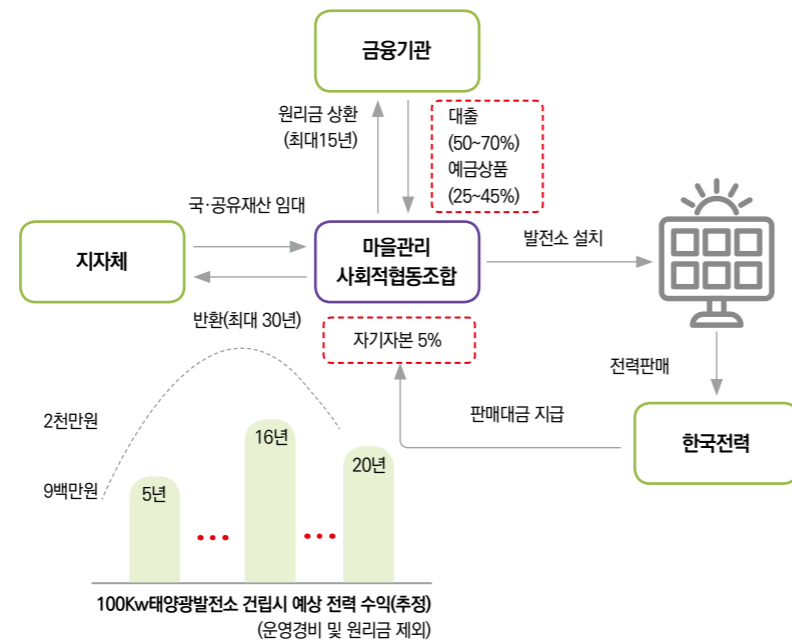 금융기관
원리금 상환
(최대15년)
대출
(50~70%)
예금상품
(25~45%)
국·공유재산 임대
지자체
마을관리
사회적협동조합
발전소 설치
반환(최대 30년)
자기자본 5%
전력판매
판매대금 지급
한국전력
2천만원
9백만원
5년
16년
20년
100Kw태양광발전소 건립시 예상 전력 수익(추정)
(운영경비 및 원리금 제외)